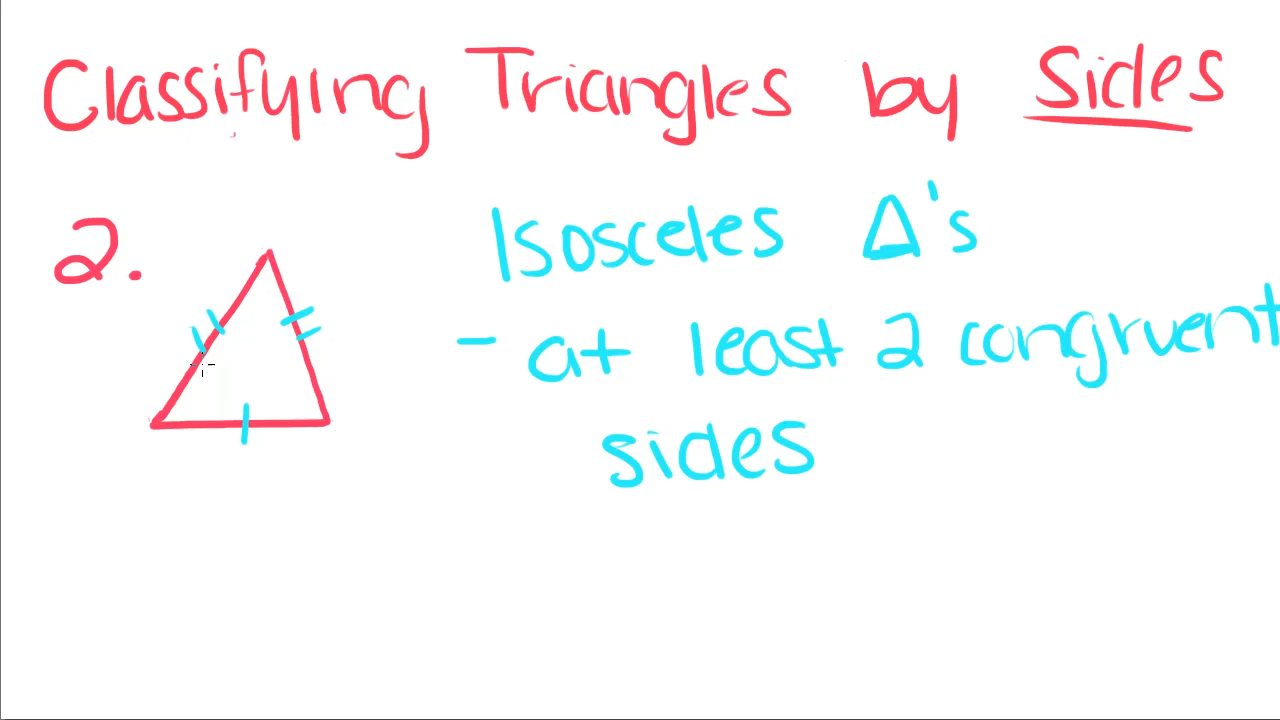 Classifying Triangles by Sides
2.
Isosceles Δ's
- at least 2 congruent
sides